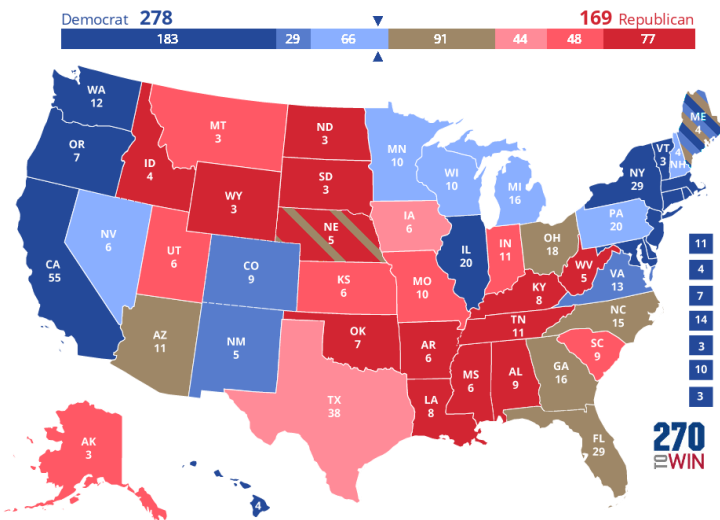 Democrat 278
169 Republican
183 29 66 91 44 48 77
WA
12
OR
7
CA
55
NV
6
ID
4
MT
3
WY
3
UT
6
AZ
11
CO
9
NM
5
ND
3
SD
3
NE
5
KS
6
OK
7
TX
38
MN
10
IA
6
MO
10
AR
6
LA
8
WI
10
IL
20
MI
16
IN
11
OH
18
KY
8
TN
11
MS
6
AL
9
GA
16
FL
29
SC
9
NC
15
VA
13
WV
5
PA
20
NY
29
VT
3
4
NH
ME
4
11
4
7
14
3
10
3
AK
3
4
270
TO WIN